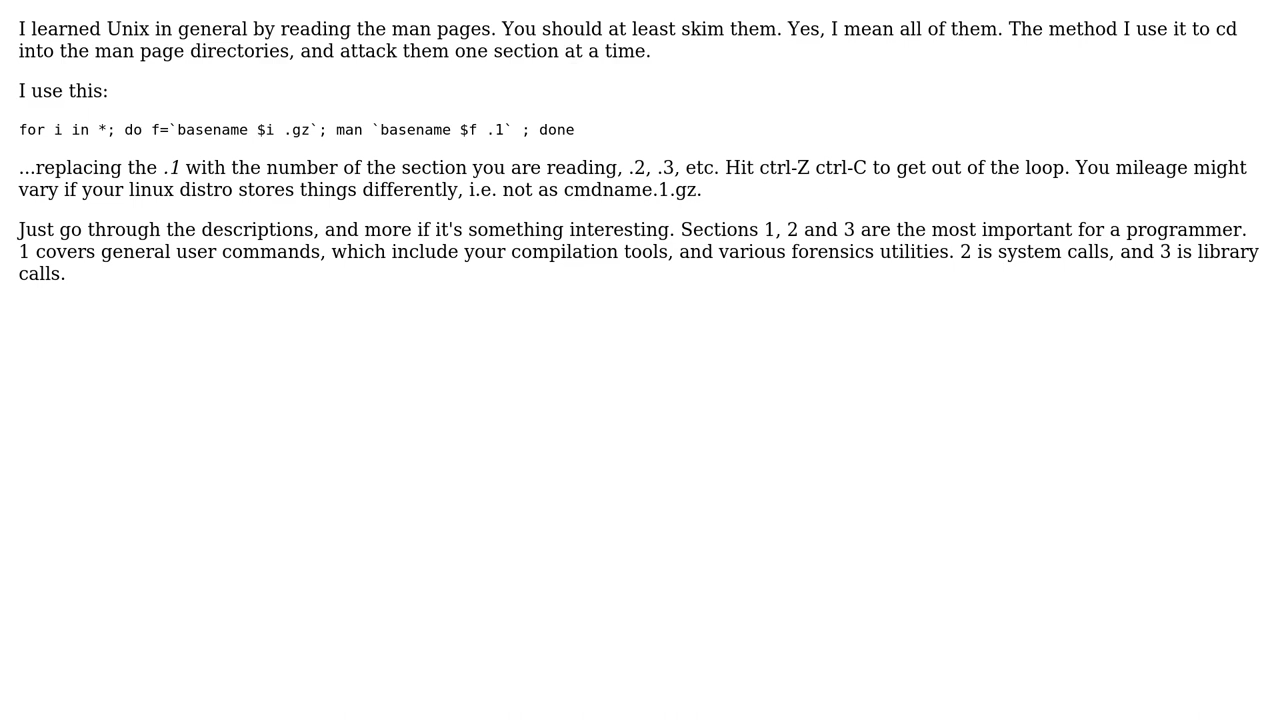 I learned Unix in general by reading the man pages. You should at least skim them. Yes, I mean all of them. The method I use it to cd
into the man page directories, and attack them one section at a time.
I use this:
for i in *; do f=`basename $i .gz`; man `basename $f .1` ; done
...replacing the .1 with the number of the section you are reading, .2, .3, etc. Hit ctrl-Z ctrl-C to get out of the loop. You mileage might
vary if your linux distro stores things differently, i.e. not as cmdname.1.gz.
Just go through the descriptions, and more if it's something interesting. Sections 1, 2 and 3 are the most important for a programmer.
1 covers general user commands, which include your compilation tools, and various forensics utilities. 2 is system calls, and 3 is library
calls.